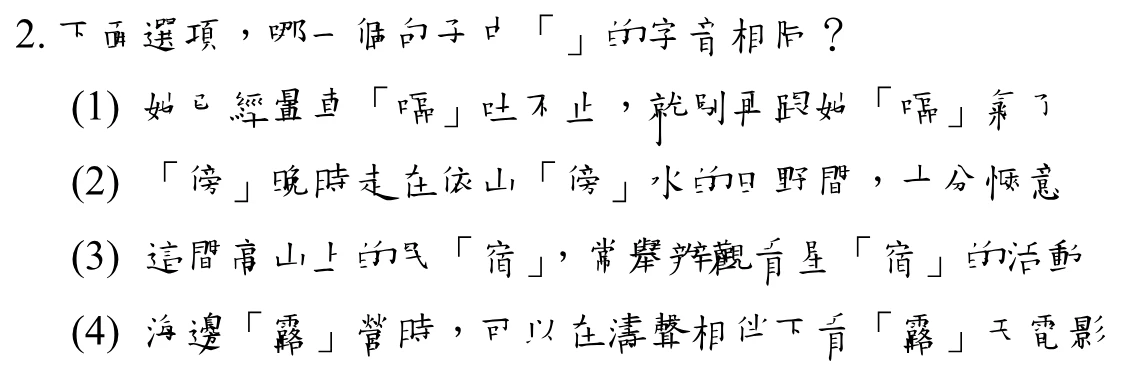 2. 下面選項，哪一個句子中「」的字音相同？
(1) 她已經暈車「嘔」吐不止，就別再跟她「嘔」氣了
(2) 「傍」晚時走在依山「傍」水的田野間，十分愜意
(3) 這間高山上的民「宿」，常舉辦觀看星「宿」的活動
(4) 海邊「露」營時，可以在濤聲相伴下看「露」天電影